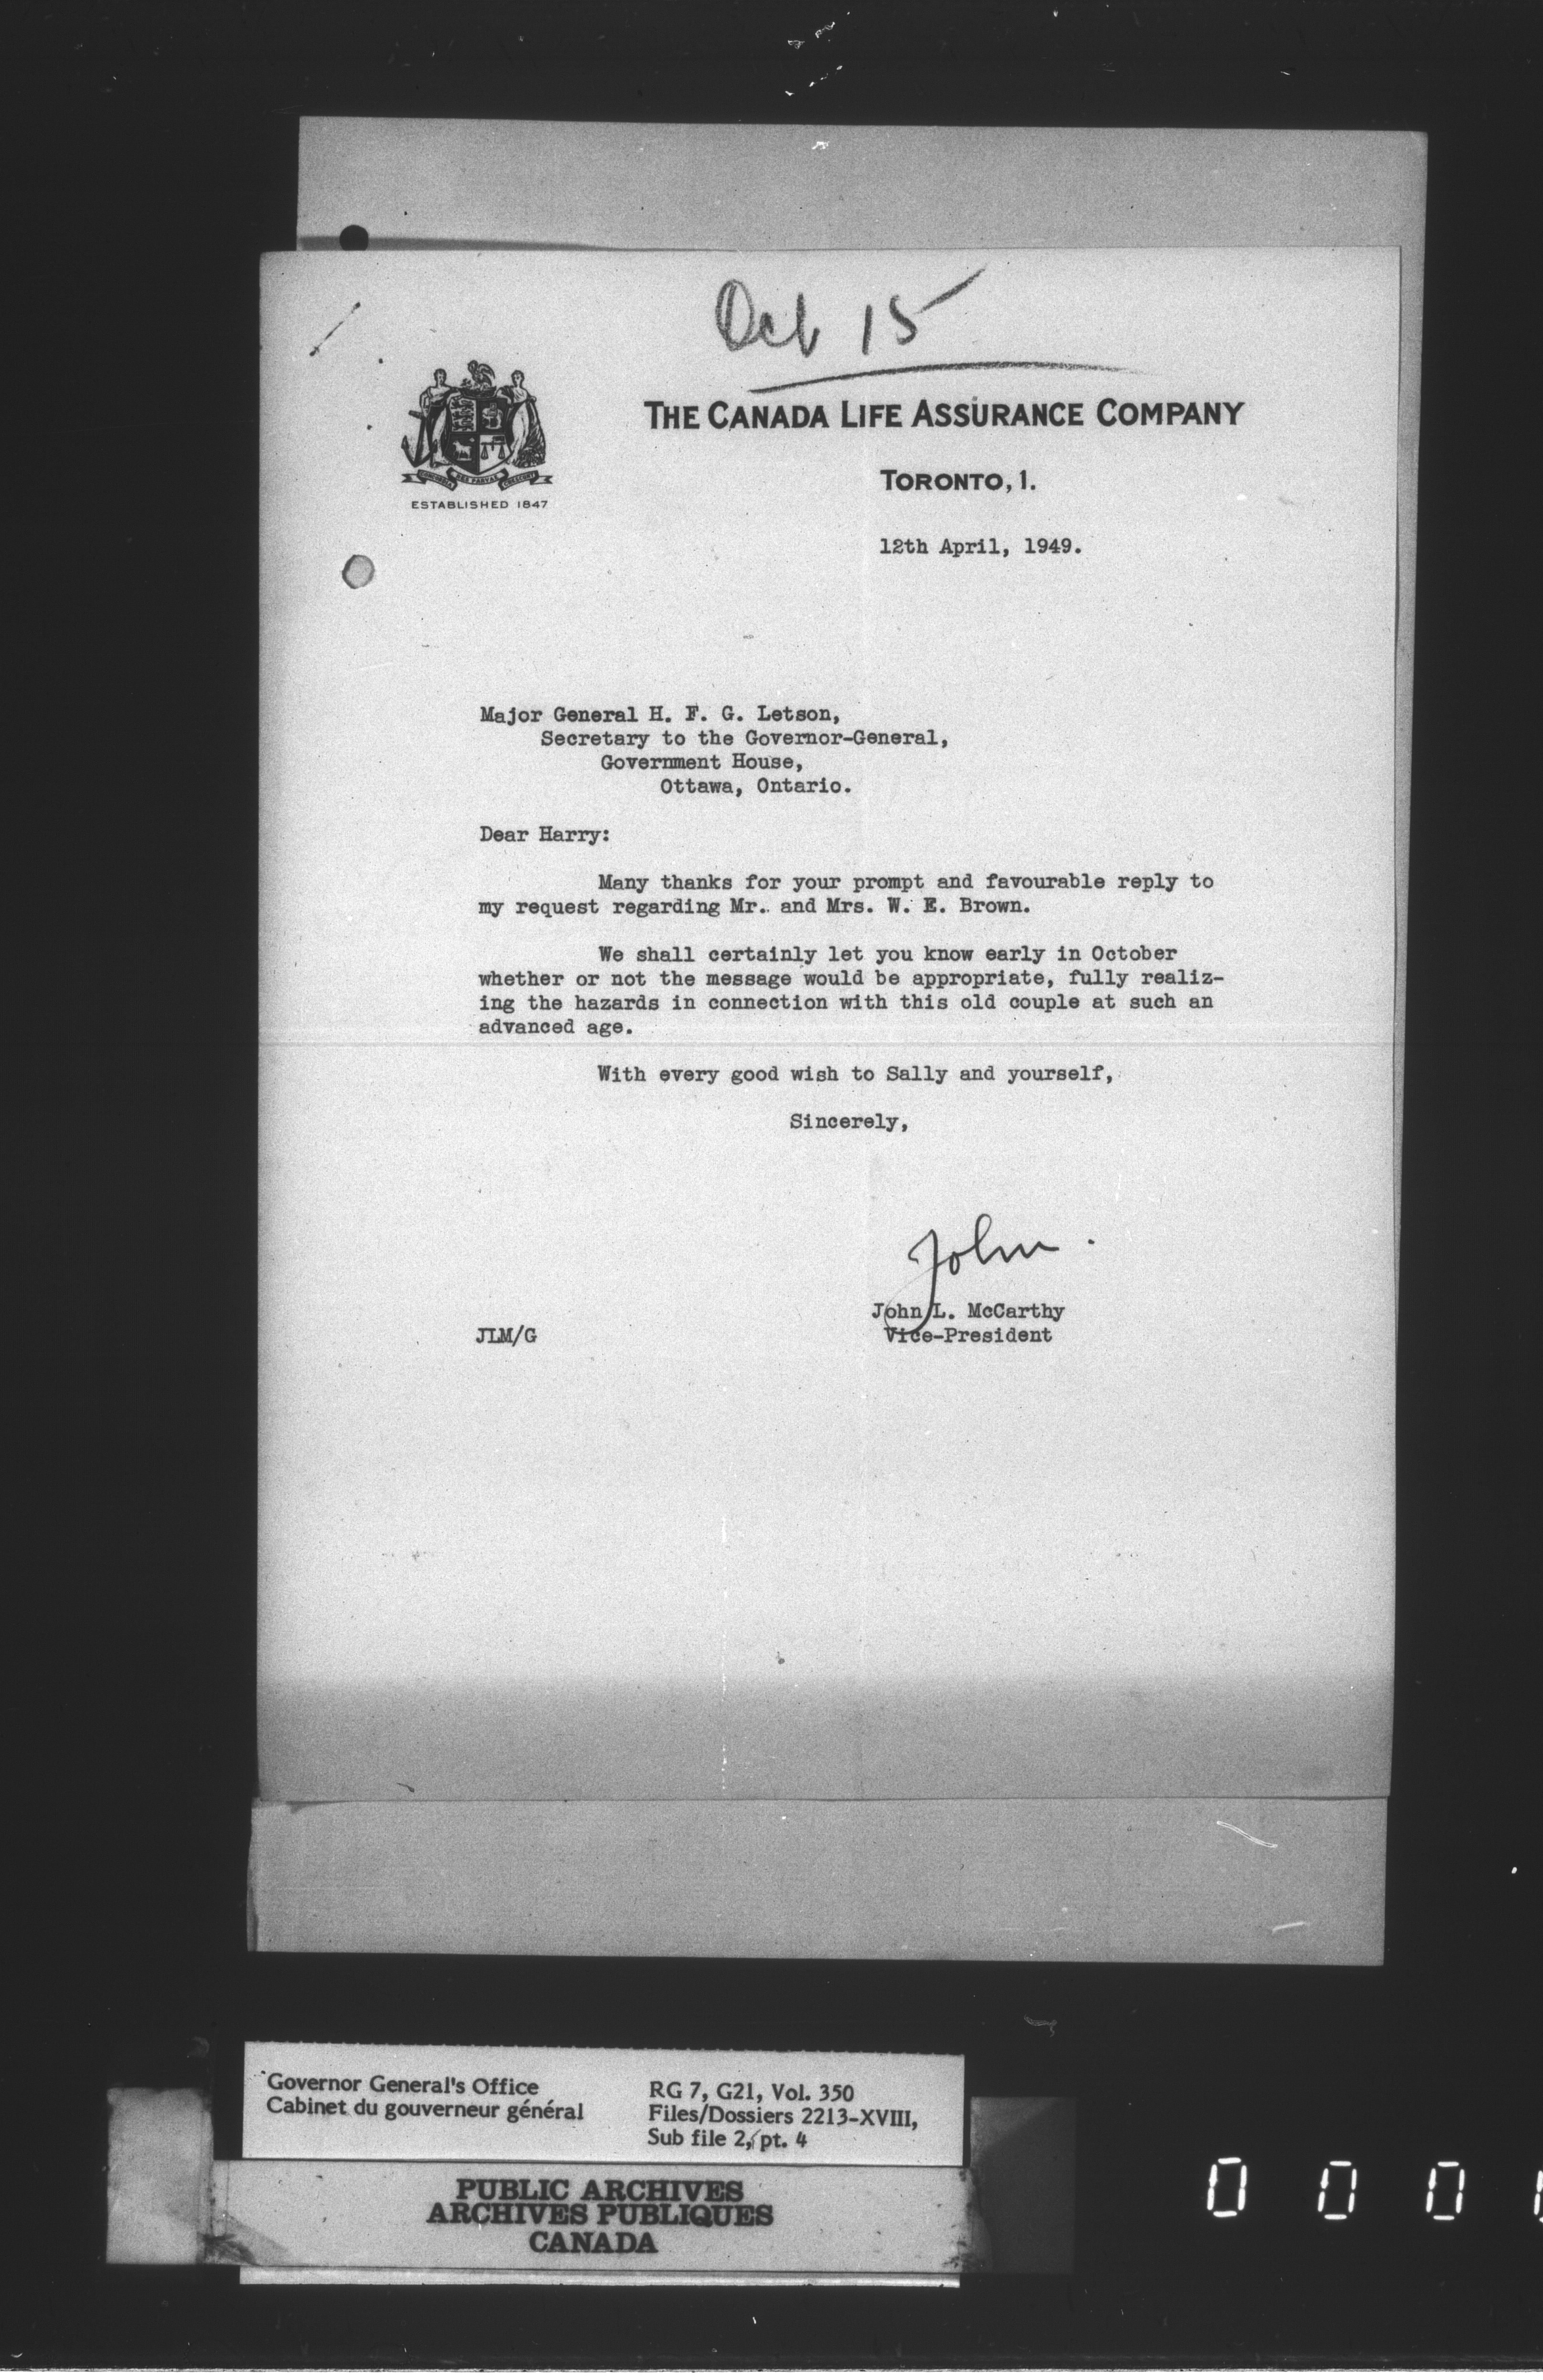 Oct 15
THE CANADA LIFE ASSURANCE COMPANY
ESTABLISHED 1847
TORONTO, 1.
12th April, 1949.
Major General H. F. G. Letson,
Secretary to the Governor-General,
Government House,
Ottawa, Ontario.
Dear Harry:
Many thanks for your prompt and favourable reply to
my request regarding Mr. and Mrs. W. E. Brown.
We shall certainly let you know early in October
whether or not the message would be appropriate, fully realiz-
ing the hazards in connection with this old couple at such an
advanced age.
With every good wish to Sally and yourself,
Sincerely,
John.
John L. McCarthy
JLM/G
Vice-President
Governor General's Office
Cabinet du gouverneur général
RG 7, G21, Vol. 350
Files/Dossiers 2213-XVIII,
Sub file 2, pt. 4
PUBLIC ARCHIVES
ARCHIVES PUBLIQUES
CANADA
0 0 0